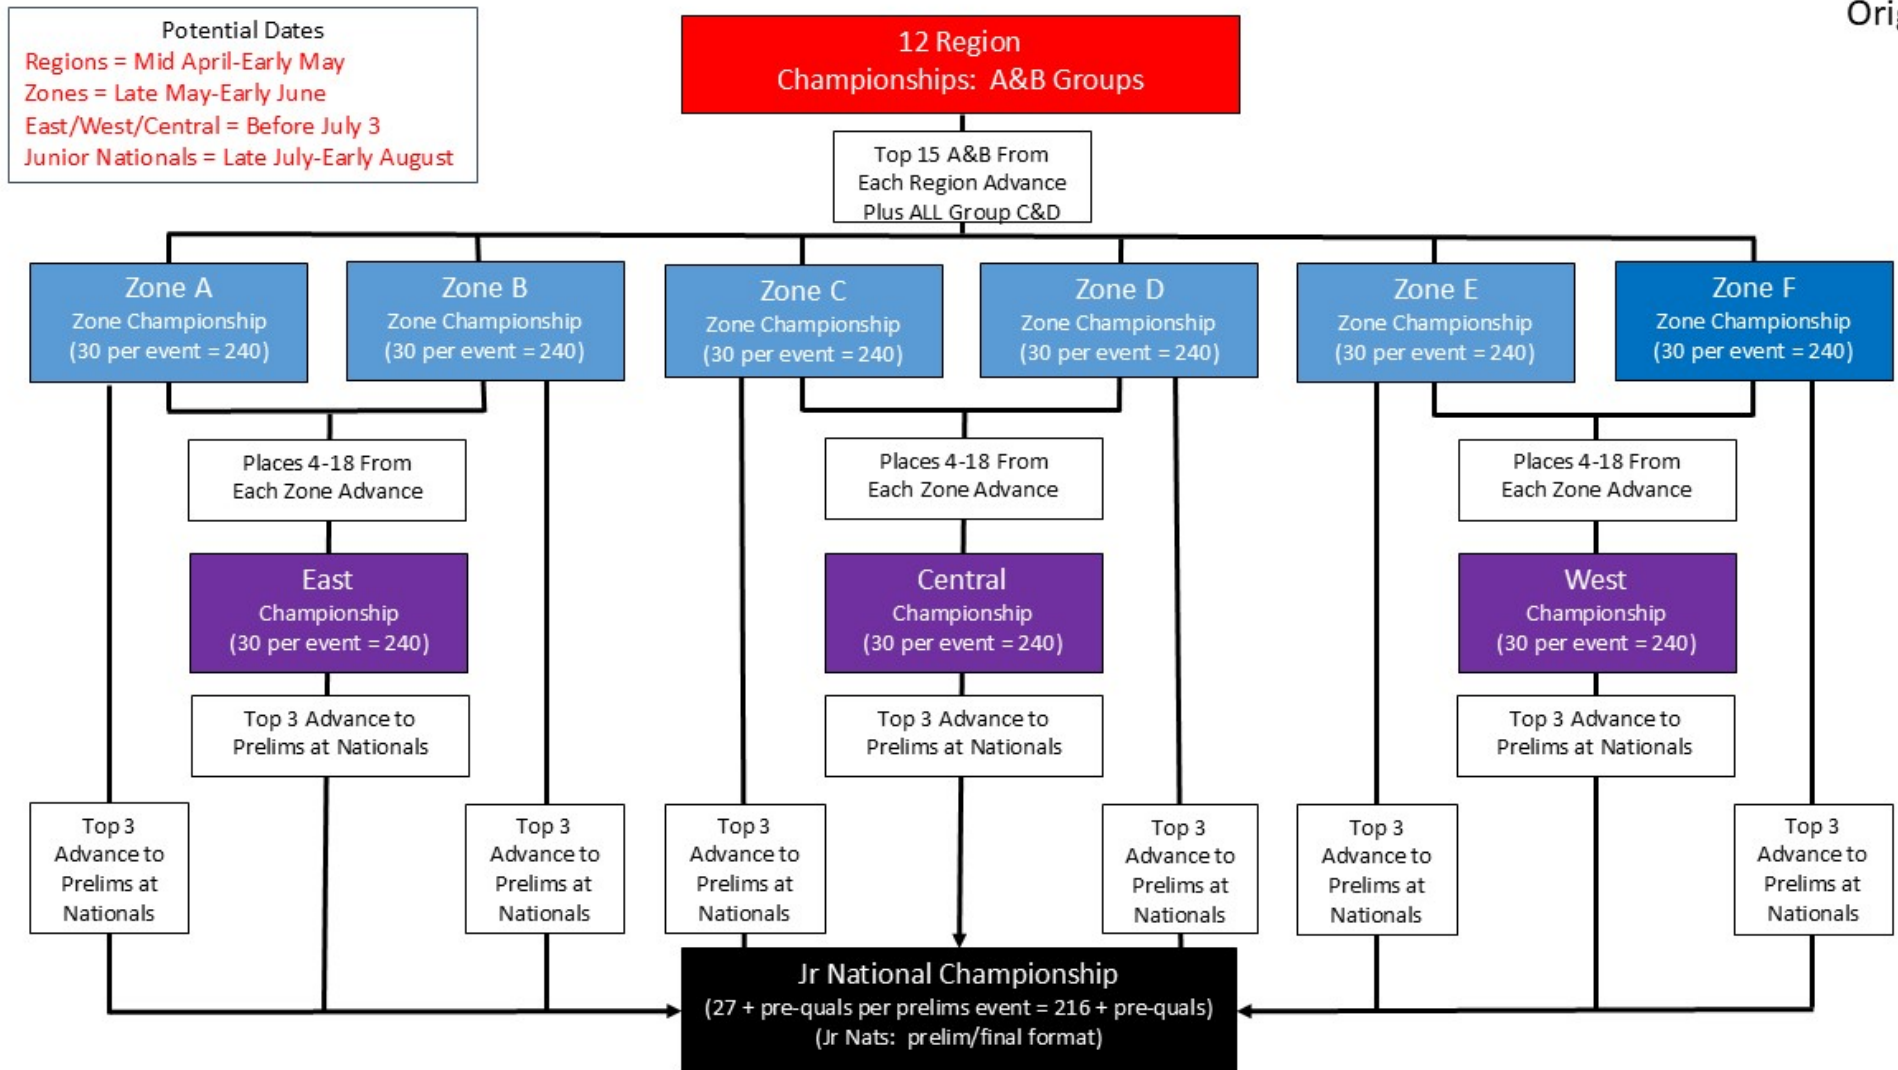 Potential Dates
Regions = Mid April-Early May
Zones = Late May-Early June
East/West/Central = Before July 3
Junior Nationals = Late July-Early August
12 Region
Championships:  A&B Groups
Top 15 A&B From
Each Region Advance
Plus ALL Group C&D
Zone A
Zone Championship
(30 per event = 240)
Zone B
Zone Championship
(30 per event = 240)
Zone C
Zone Championship
(30 per event = 240)
Zone D
Zone Championship
(30 per event = 240)
Zone E
Zone Championship
(30 per event = 240)
Zone F
Zone Championship
(30 per event = 240)
Places 4-18 From
Each Zone Advance
Places 4-18 From
Each Zone Advance
Places 4-18 From
Each Zone Advance
East
Championship
(30 per event = 240)
Central
Championship
(30 per event = 240)
West
Championship
(30 per event = 240)
Top 3 Advance to
Prelims at Nationals
Top 3 Advance to
Prelims at Nationals
Top 3 Advance to
Prelims at Nationals
Top 3
Advance to
Prelims at
Nationals
Top 3
Advance to
Prelims at
Nationals
Top 3
Advance to
Prelims at
Nationals
Top 3
Advance to
Prelims at
Nationals
Top 3
Advance to
Prelims at
Nationals
Top 3
Advance to
Prelims at
Nationals
Jr National Championship
(27 + pre-quals per prelims event = 216 + pre-quals)
(Jr Nats:  prelim/final format)